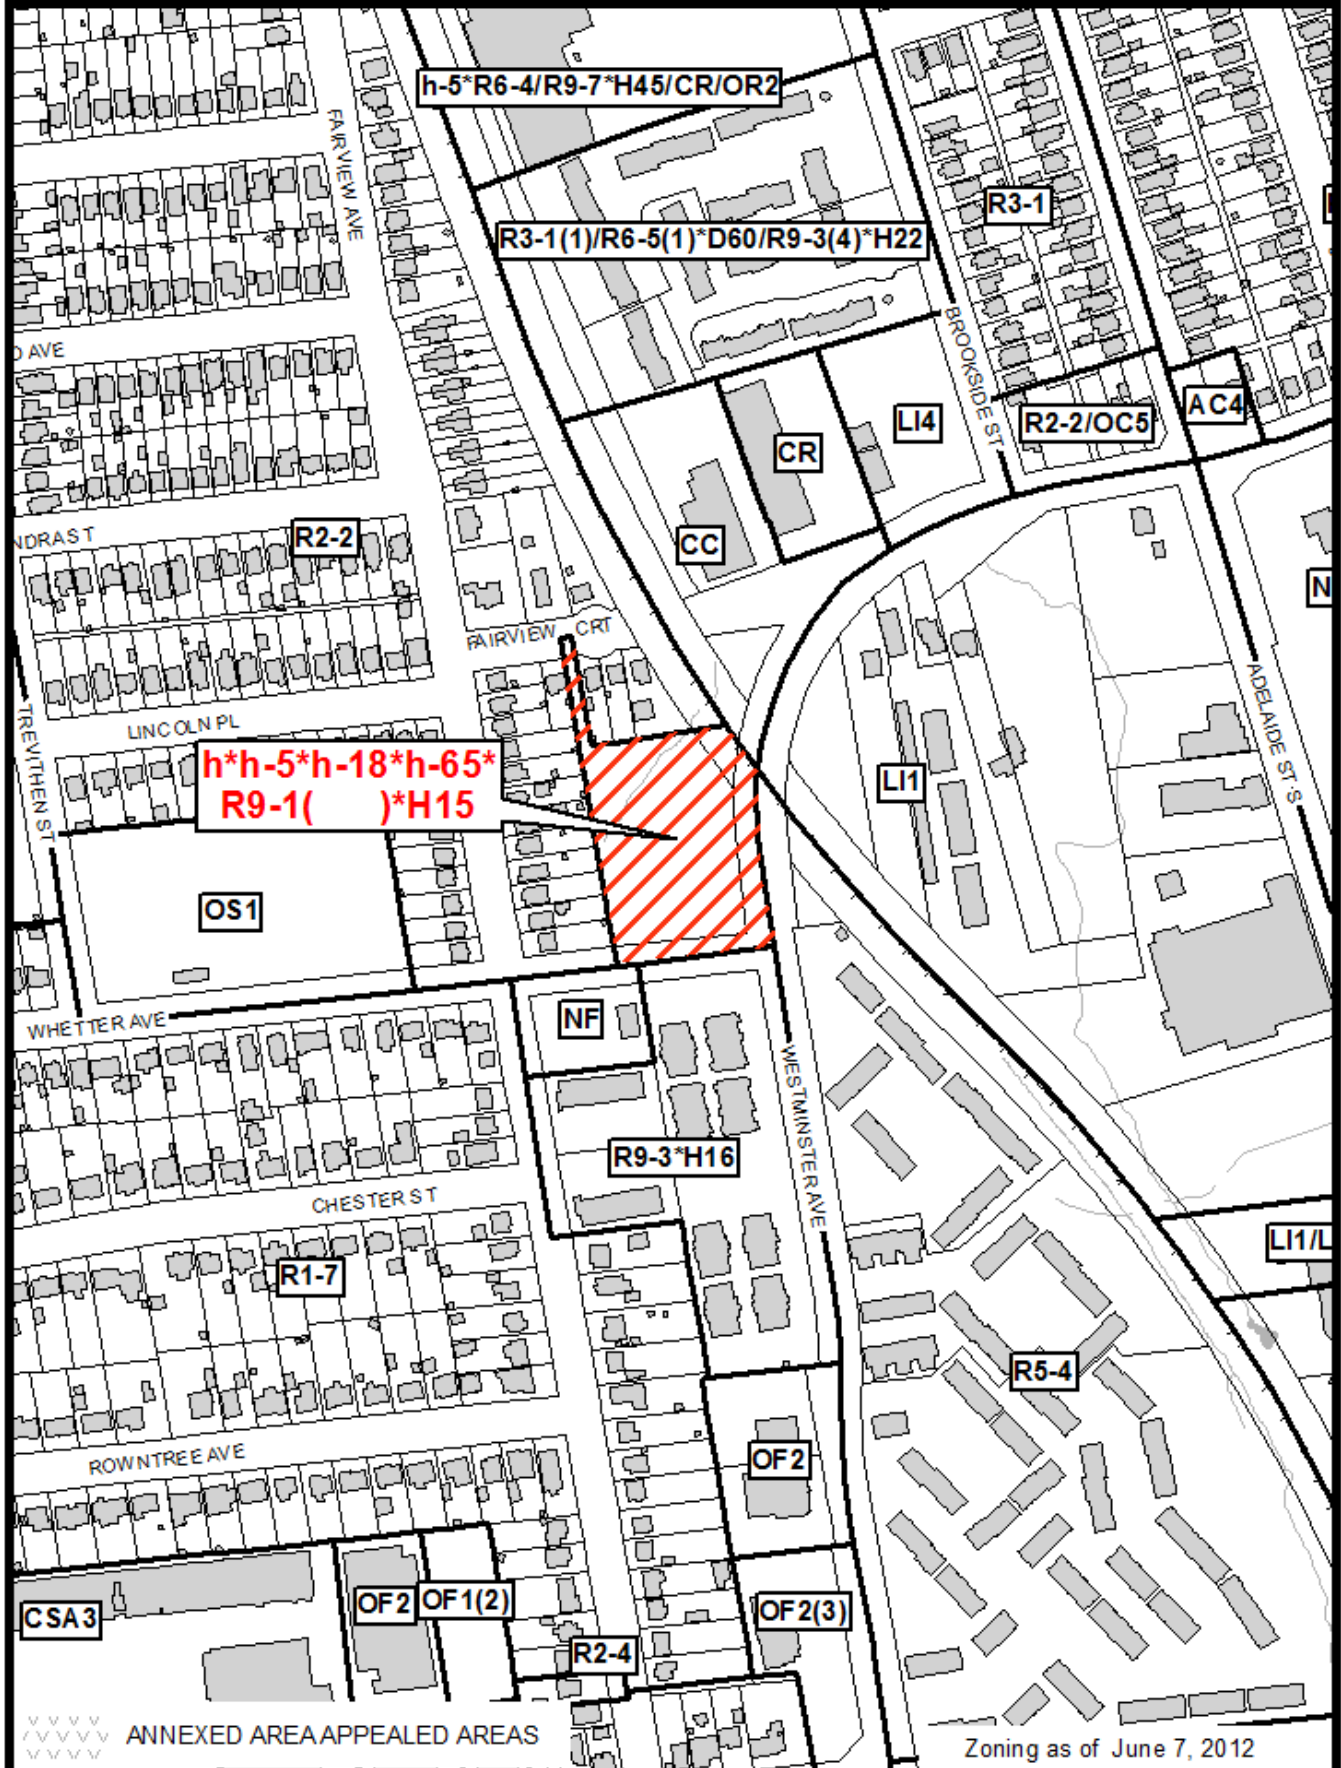 h-5*R6-4/R9-7*H45/CR/OR2
FAIRVIEW AVE
R3-1
R3-1(1)/R6-5(1)*D60/R9-3(4)*H22
AVE
BROOKSIDE ST
AC4
R2-2/OC5
LI4
CR
CC
R2-2
N
FAIRVIEW CRT
LINCOLN PL
TREVITHEN ST
ADELAIDE ST S
h*h-5*h-18*h-65*
R9-1( )*H15
LI1
OS1
NF
WHETTER AVE
WESTMINSTER AVE
R9-3*H16
CHESTER ST
R1-7
LI1/L
R5-4
ROWNTREE AVE
OF2
CSA3
OF2
OF1(2)
OF2(3)
R2-4
ANNEXED AREA APPEALED AREAS
Zoning as of June 7, 2012